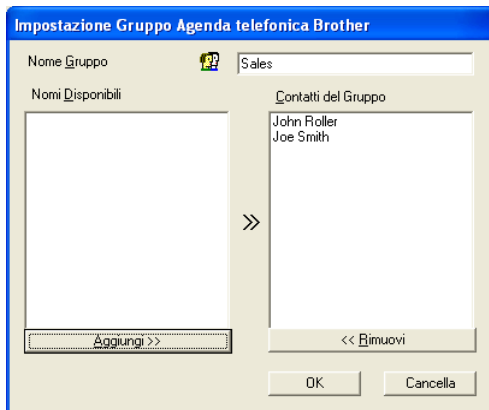 Impostazione Gruppo Agenda telefonica Brother
Nome Gruppo
Sales
Nomi Disponibili
Contatti del Gruppo
John Roller
Joe Smith
>>
Aggiungi >>
<< Rimuovi
OK
Cancella